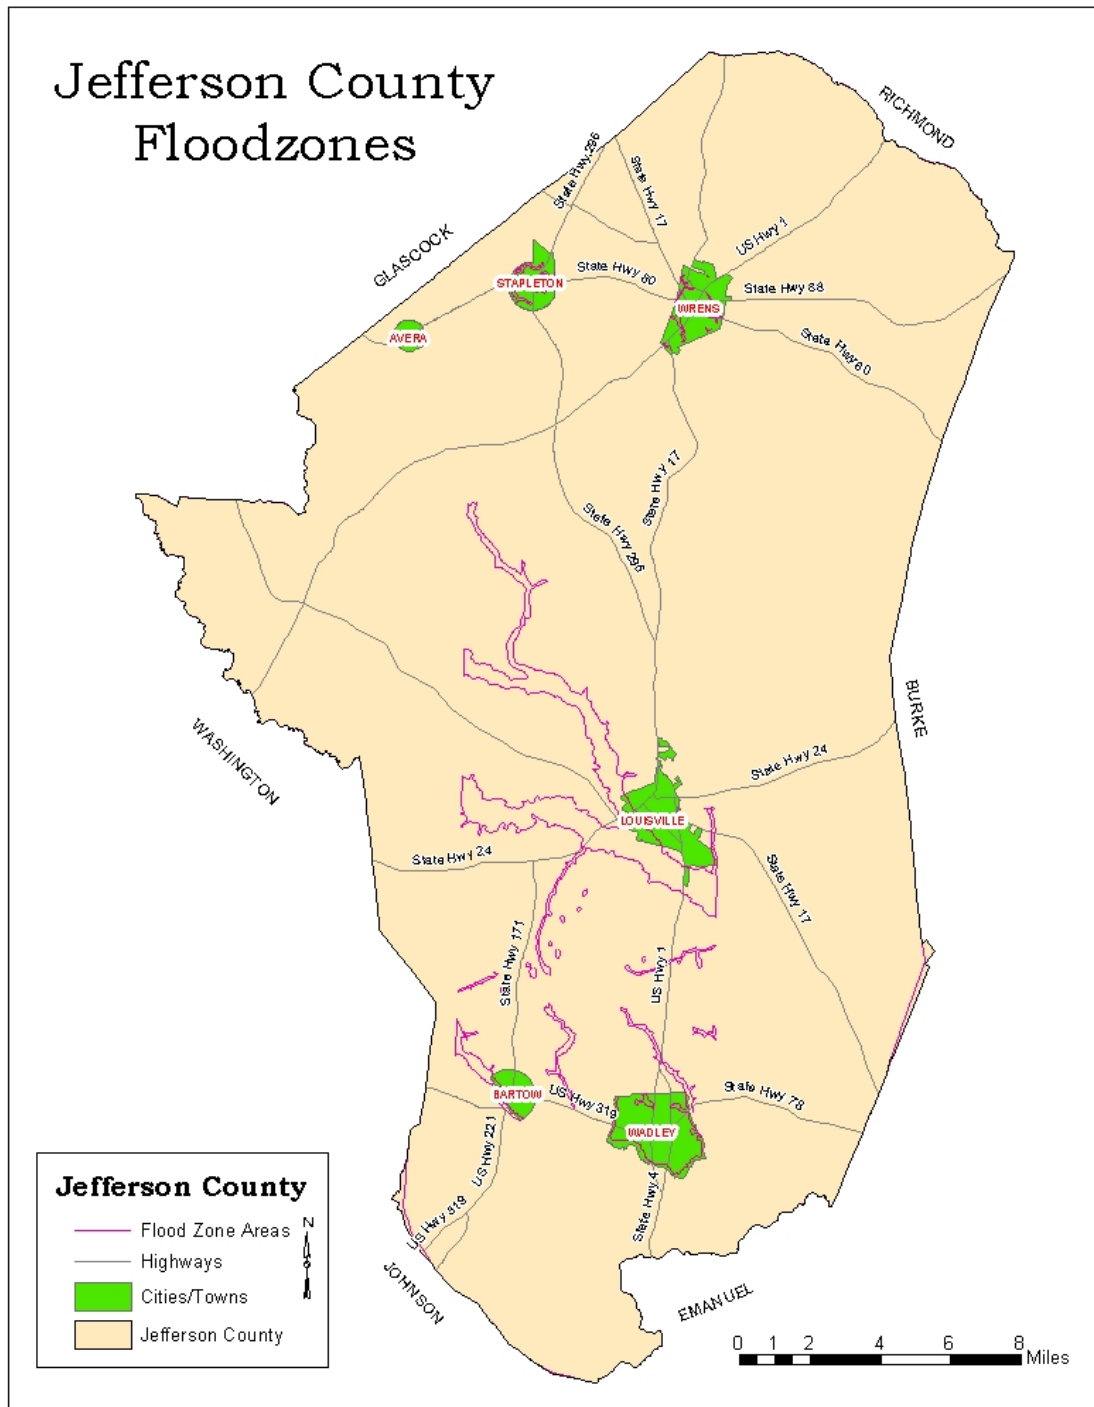 Jefferson County
Floodzones
RICHMOND
State Hwy 296
State Hwy 17
GLASCOCK
US Hwy 1
STAPLETON
State Hwy 80
State Hwy 88
WRENS
AVERA
State Hwy 80
State Hwy 17
State Hwy 296
BURKE
WASHINGTON
State Hwy 24
LOUISVILLE
State Hwy 24
State Hwy 17
State Hwy 171
US Hwy 1
BARTOW
US Hwy 319
State Hwy 78
WADLEY
US Hwy 221
State Hwy 4
US Hwy 319
JOHNSON
EMANUEL
Jefferson County
Flood Zone Areas
N
Highways
Cities/Towns
Jefferson County
0 1 2 4 6 8
Miles